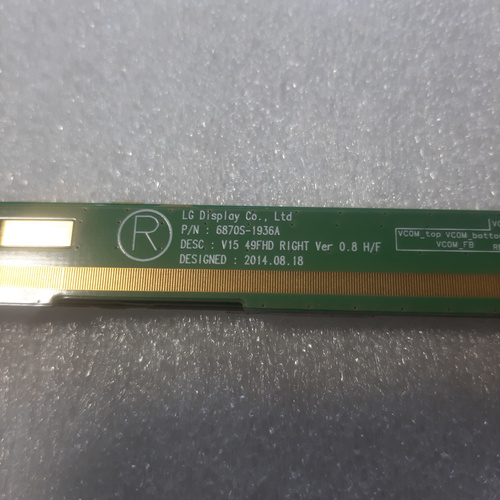 R
LG Display Co., Ltd
P/N : 6870S-1936A
DESC : V15 49FHD RIGHT Ver 0.8 H/F
DESIGNED : 2014.08.18
VCOM_top VCOM_bottom
VCOM_FB